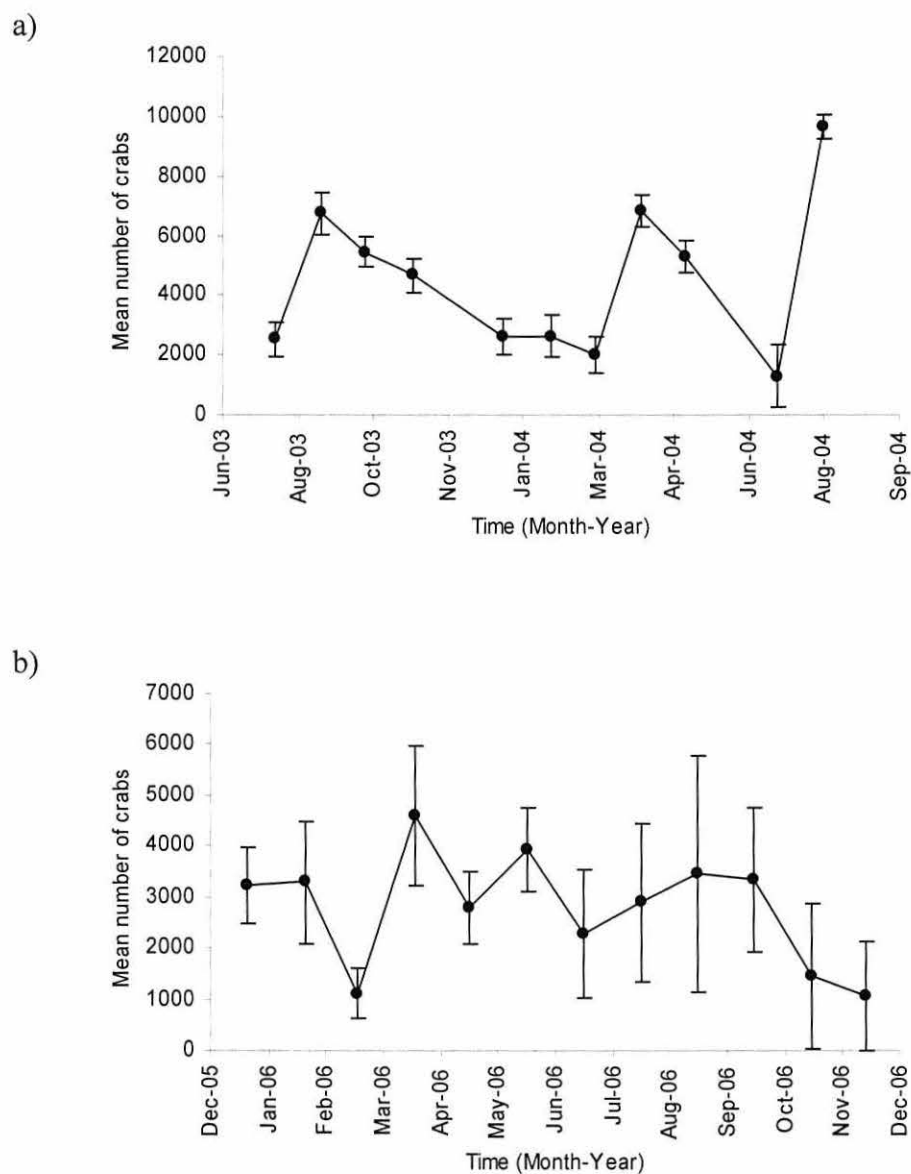 a)
12000
10000
8000
6000
4000
2000
0
Mean number of crabs
Jun-03
Aug-03
Oct-03
Nov-03
Jan-04
Mar-04
Apr-04
Jun-04
Aug-04
Sep-04
Time (Month-Year)
b)
7000
6000
5000
4000
3000
2000
1000
0
Mean number of crabs
Dec-05
Jan-06
Feb-06
Mar-06
Apr-06
May-06
Jun-06
Jul-06
Aug-06
Sep-06
Oct-06
Nov-06
Dec-06
Time (Month-Year)